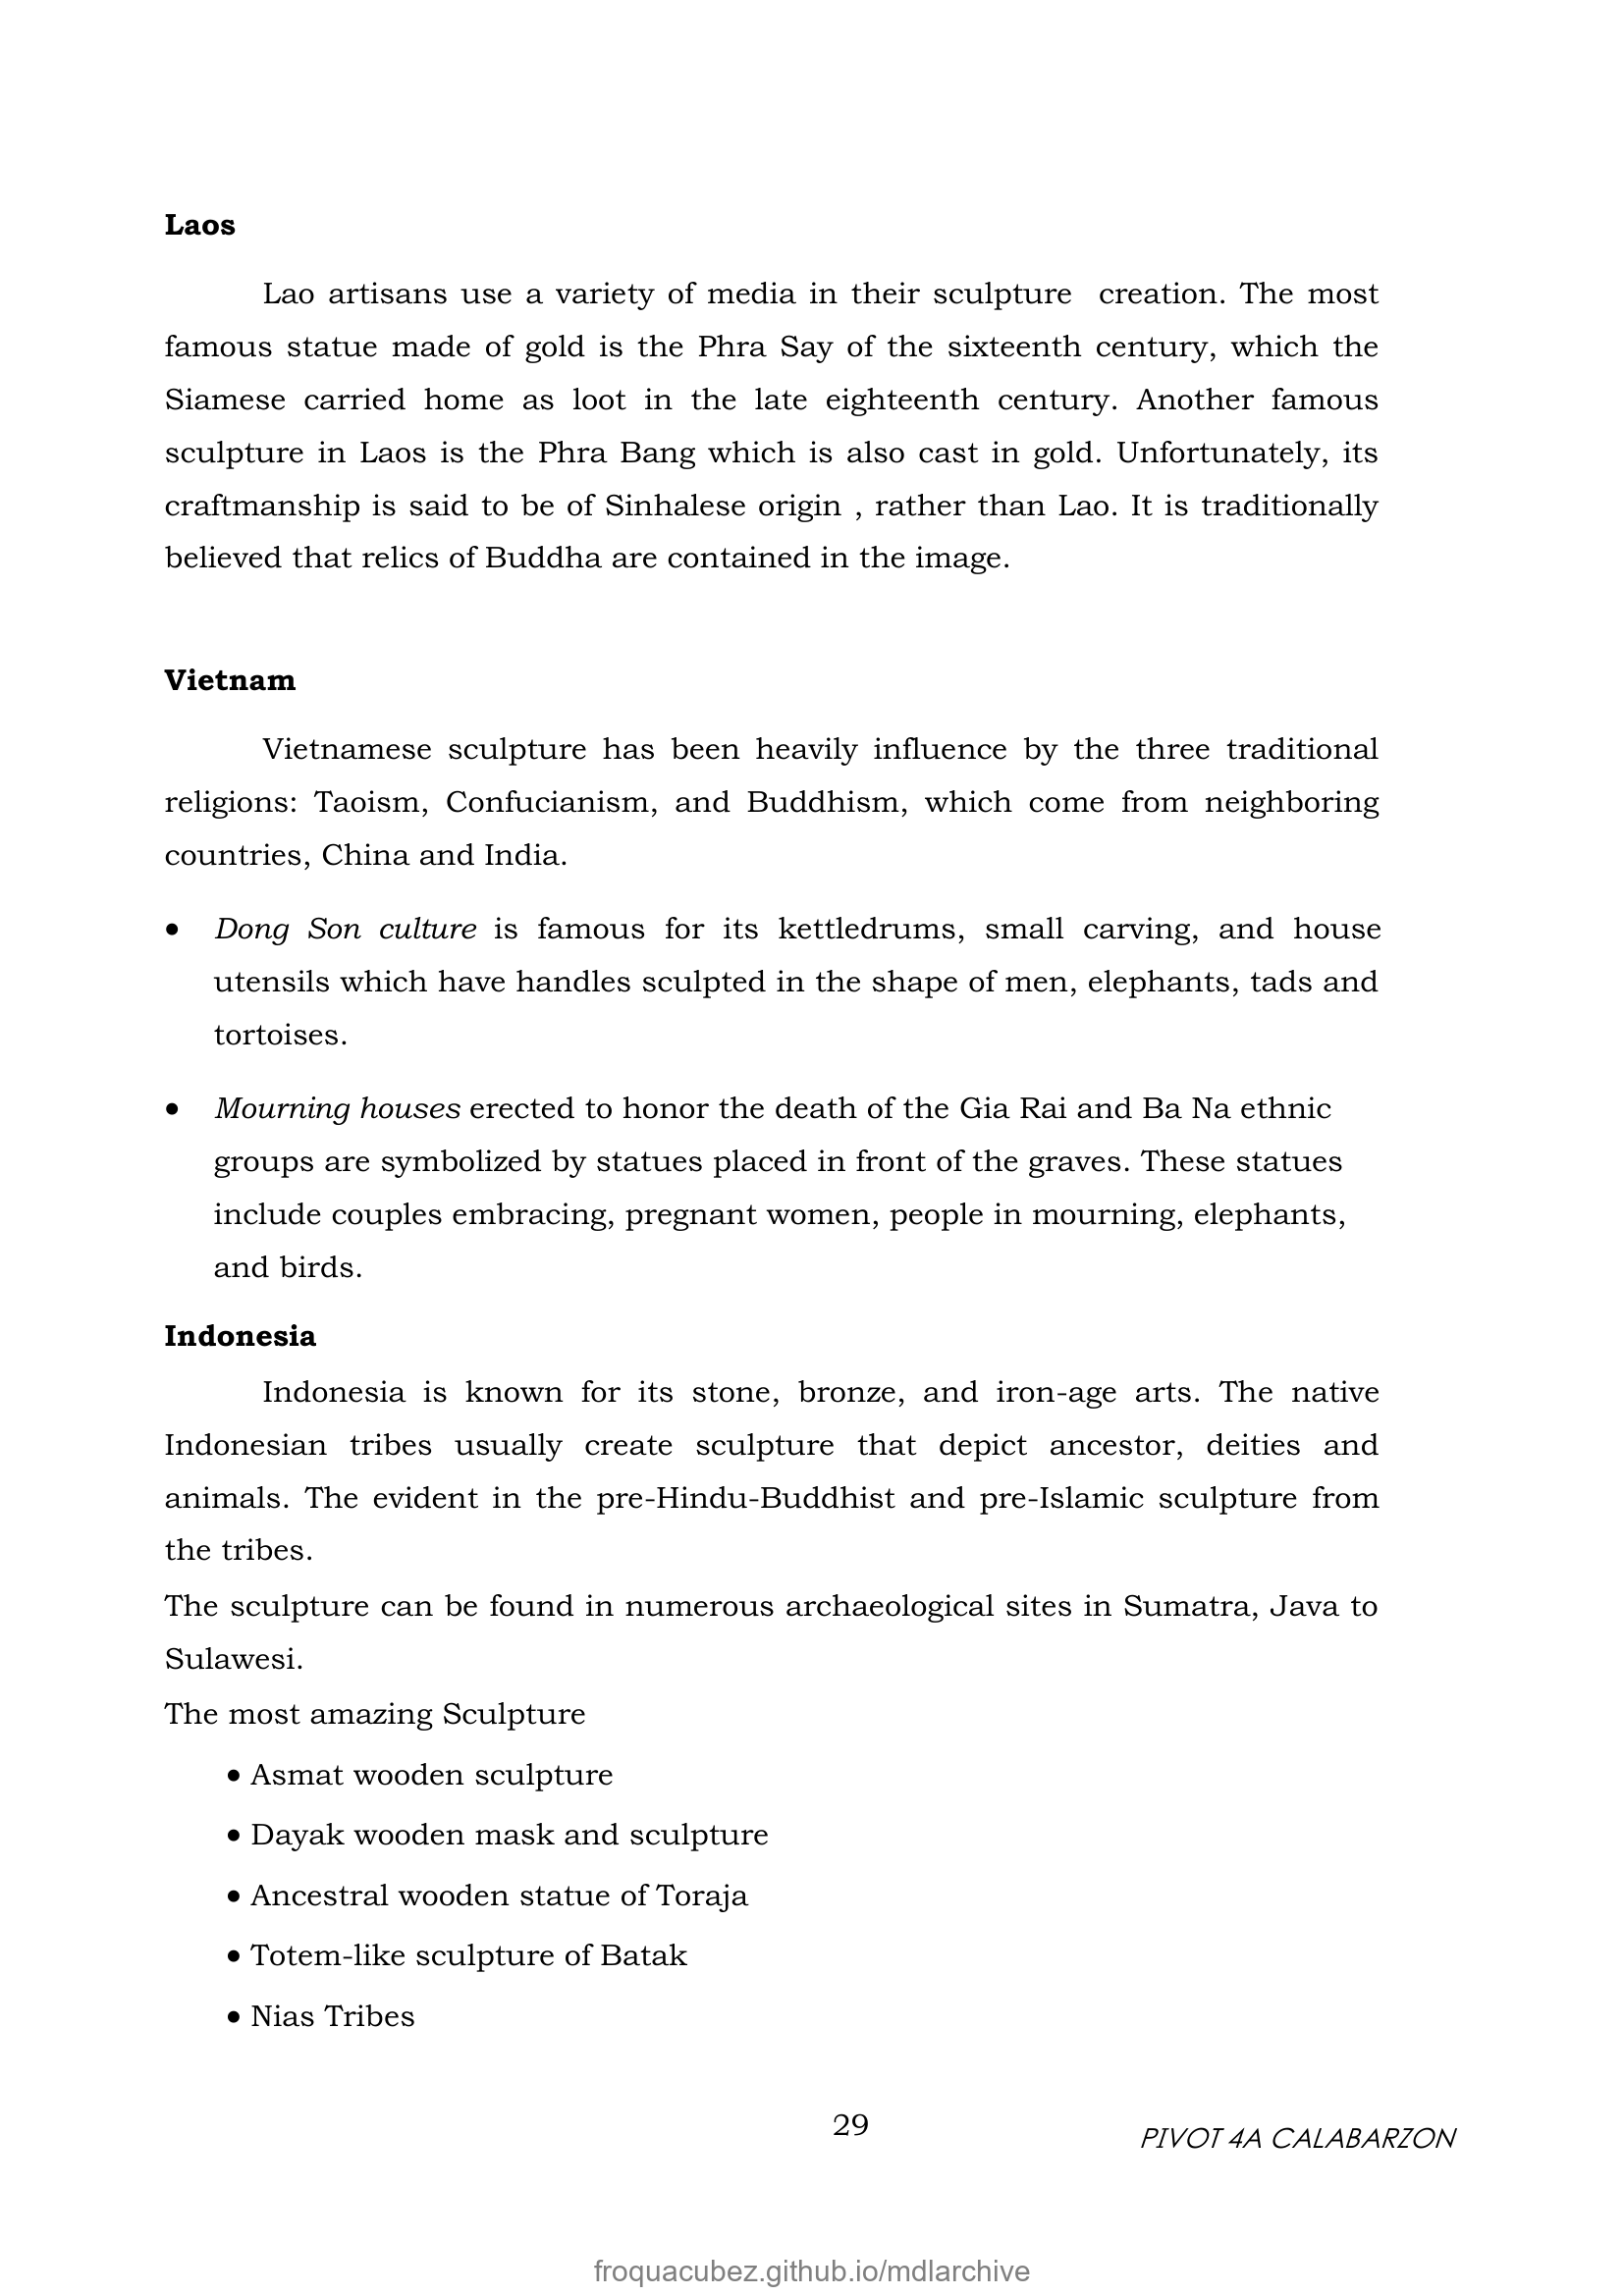 Laos
Lao artisans use a variety of media in their sculpture creation. The most
famous statue made of gold is the Phra Say of the sixteenth century, which the
Siamese carried home as loot in the late eighteenth century. Another famous
sculpture in Laos is the Phra Bang which is also cast in gold. Unfortunately, its
craftmanship is said to be of Sinhalese origin , rather than Lao. It is traditionally
believed that relics of Buddha are contained in the image.
Vietnam
Vietnamese sculpture has been heavily influence by the three traditional
religions: Taoism, Confucianism, and Buddhism, which come from neighboring
countries, China and India.
• Dong Son culture is famous for its kettledrums, small carving, and house
utensils which have handles sculpted in the shape of men, elephants, tads and
tortoises.
• Mourning houses erected to honor the death of the Gia Rai and Ba Na ethnic
groups are symbolized by statues placed in front of the graves. These statues
include couples embracing, pregnant women, people in mourning, elephants,
and birds.
Indonesia
Indonesia is known for its stone, bronze, and iron-age arts. The native
Indonesian tribes usually create sculpture that depict ancestor, deities and
animals. The evident in the pre-Hindu-Buddhist and pre-Islamic sculpture from
the tribes.
The sculpture can be found in numerous archaeological sites in Sumatra, Java to
Sulawesi.
The most amazing Sculpture
• Asmat wooden sculpture
• Dayak wooden mask and sculpture
• Ancestral wooden statue of Toraja
• Totem-like sculpture of Batak
• Nias Tribes
29
PIVOT 4A CALABARZON
froquacubez.github.io/mdlarchive